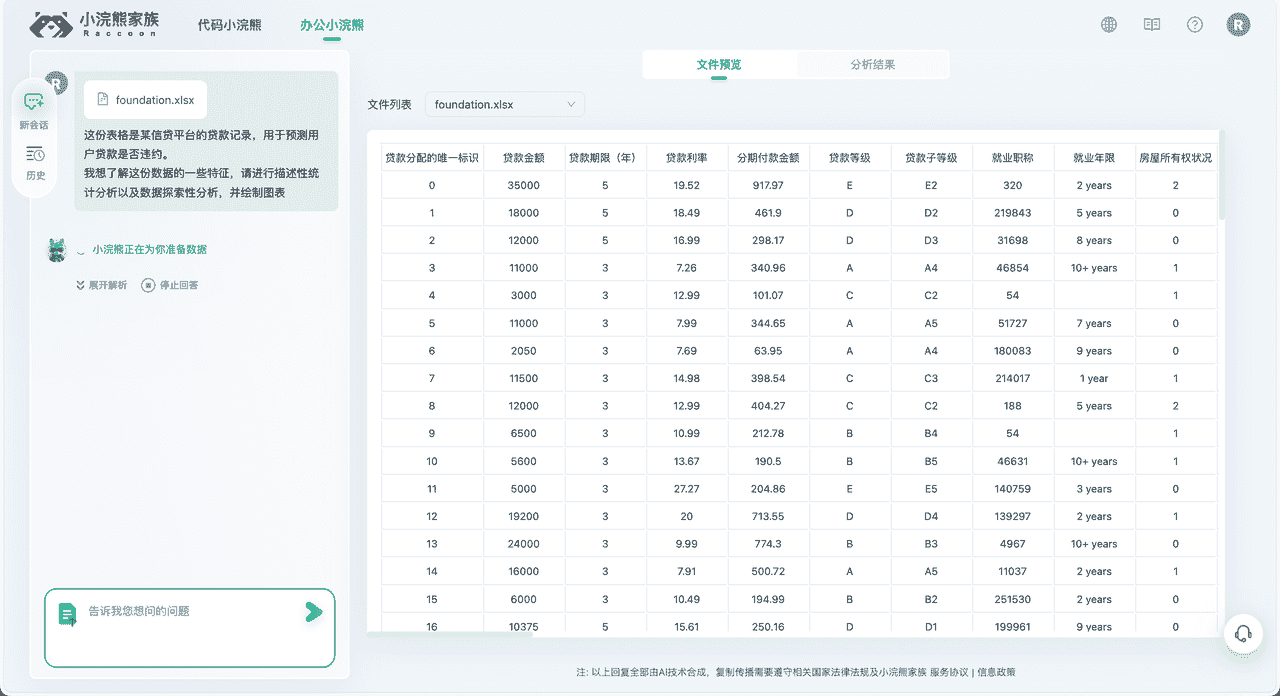 小浣熊家族
Raccoon
代码小浣熊
办公小浣熊
R
R
新会话
历史
foundation.xlsx
这份表格是某信贷平台的贷款记录，用于预测用
户贷款是否违约。
我想了解这份数据的一些特征，请进行描述性统
计分析以及数据探索性分析，并绘制图表
小浣熊正在为你准备数据
展开解析 停止回答
告诉我您想问的问题
文件预览 分析结果
文件列表 foundation.xlsx
贷款分配的唯一标识 贷款金额 贷款期限（年） 贷款利率 分期付款金额 贷款等级 贷款子等级 就业职称 就业年限 房屋所有权状况
0 35000 5 19.52 917.97 E E2 320 2 years 2
1 18000 5 18.49 461.9 D D2 219843 5 years 0
2 12000 5 16.99 298.17 D D3 31698 8 years 0
3 11000 3 7.26 340.96 A A4 46854 10+ years 1
4 3000 3 12.99 101.07 C C2 54 1
5 11000 3 7.99 344.65 A A5 51727 7 years 0
6 2050 3 7.69 63.95 A A4 180083 9 years 0
7 11500 3 14.98 398.54 C C3 214017 1 year 1
8 12000 3 12.99 404.27 C C2 188 5 years 2
9 6500 3 10.99 212.78 B B4 54 1
10 5600 3 13.67 190.5 B B5 46631 10+ years 1
11 5000 3 27.27 204.86 E E5 140759 3 years 0
12 19200 3 20 713.55 D D4 139297 2 years 1
13 24000 3 9.99 774.3 B B3 4967 10+ years 0
14 16000 3 7.91 500.72 A A5 11037 2 years 1
15 6000 3 10.49 194.99 B B2 251530 2 years 0
16 10375 5 15.61 250.16 D D1 199961 9 years 0
注: 以上回复全部由AI技术合成，复制传播需要遵守相关国家法律法规及小浣熊家族 服务协议 | 信息政策